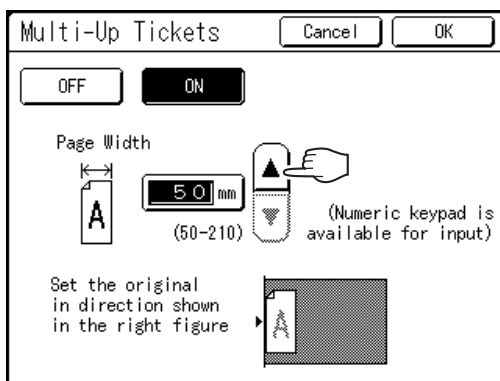 Multi-Up Tickets
Cancel
OK
OFF
ON
Page Width
A
50 mm
(50-210)
(Numeric keypad is
available for input)
Set the original
in direction shown
in the right figure
A